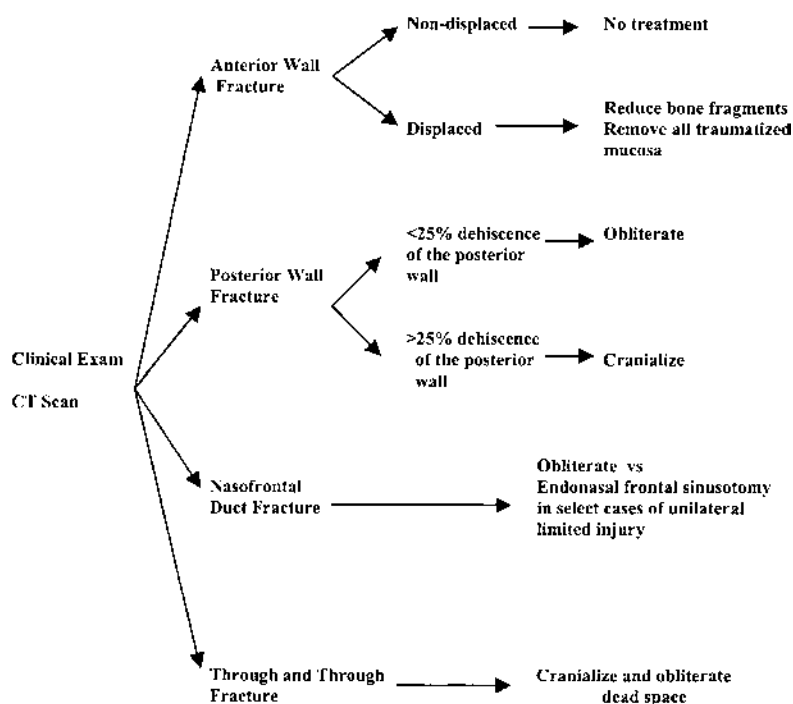 Clinical Exam
CT Scan
Anterior Wall
Fracture
Non-displaced
No treatment
Displaced
Reduce bone fragments
Remove all traumatized
mucosa
Posterior Wall
Fracture
<25% dehiscence
of the posterior
wall
Obliterate
>25% dehiscence
of the posterior
wall
Cranialize
Nasofrontal
Duct Fracture
Obliterate vs
Endonasal frontal sinusotomy
in select cases of unilateral
limited injury
Through and Through
Fracture
Cranialize and obliterate
dead space